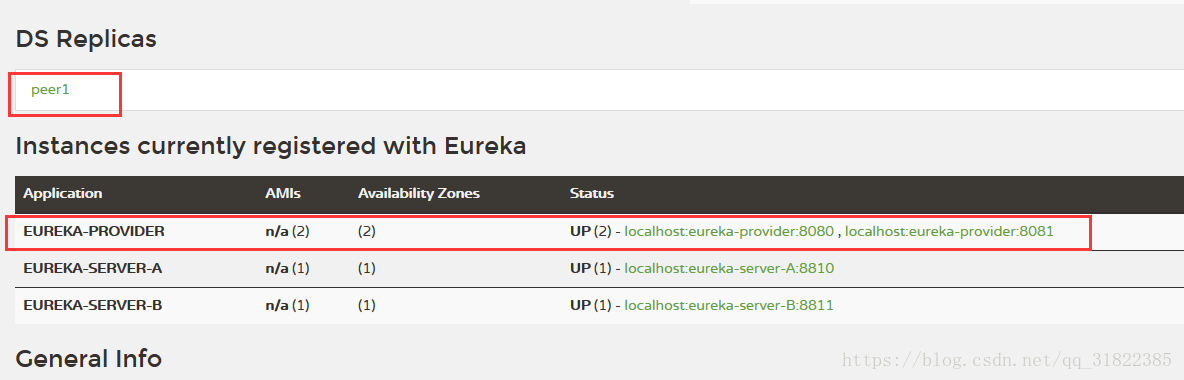 DS Replicas
peer1
Instances currently registered with Eureka
Application AMIs Availability Zones Status
EUREKA-PROVIDER n/a (2) (2) UP (2) - localhost:eureka-provider:8080 , localhost:eureka-provider:8081
EUREKA-SERVER-A n/a (1) (1) UP (1) - localhost:eureka-server-A:8810
EUREKA-SERVER-B n/a (1) (1) UP (1) - localhost:eureka-server-B:8811
General Info
https://blog.csdn.net/qq_31822385